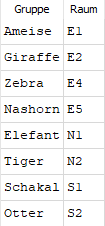 Gruppe Raum
Ameise E1
Giraffe E2
Zebra E4
Nashorn E5
Elefant N1
Tiger N2
Schakal S1
Otter S2